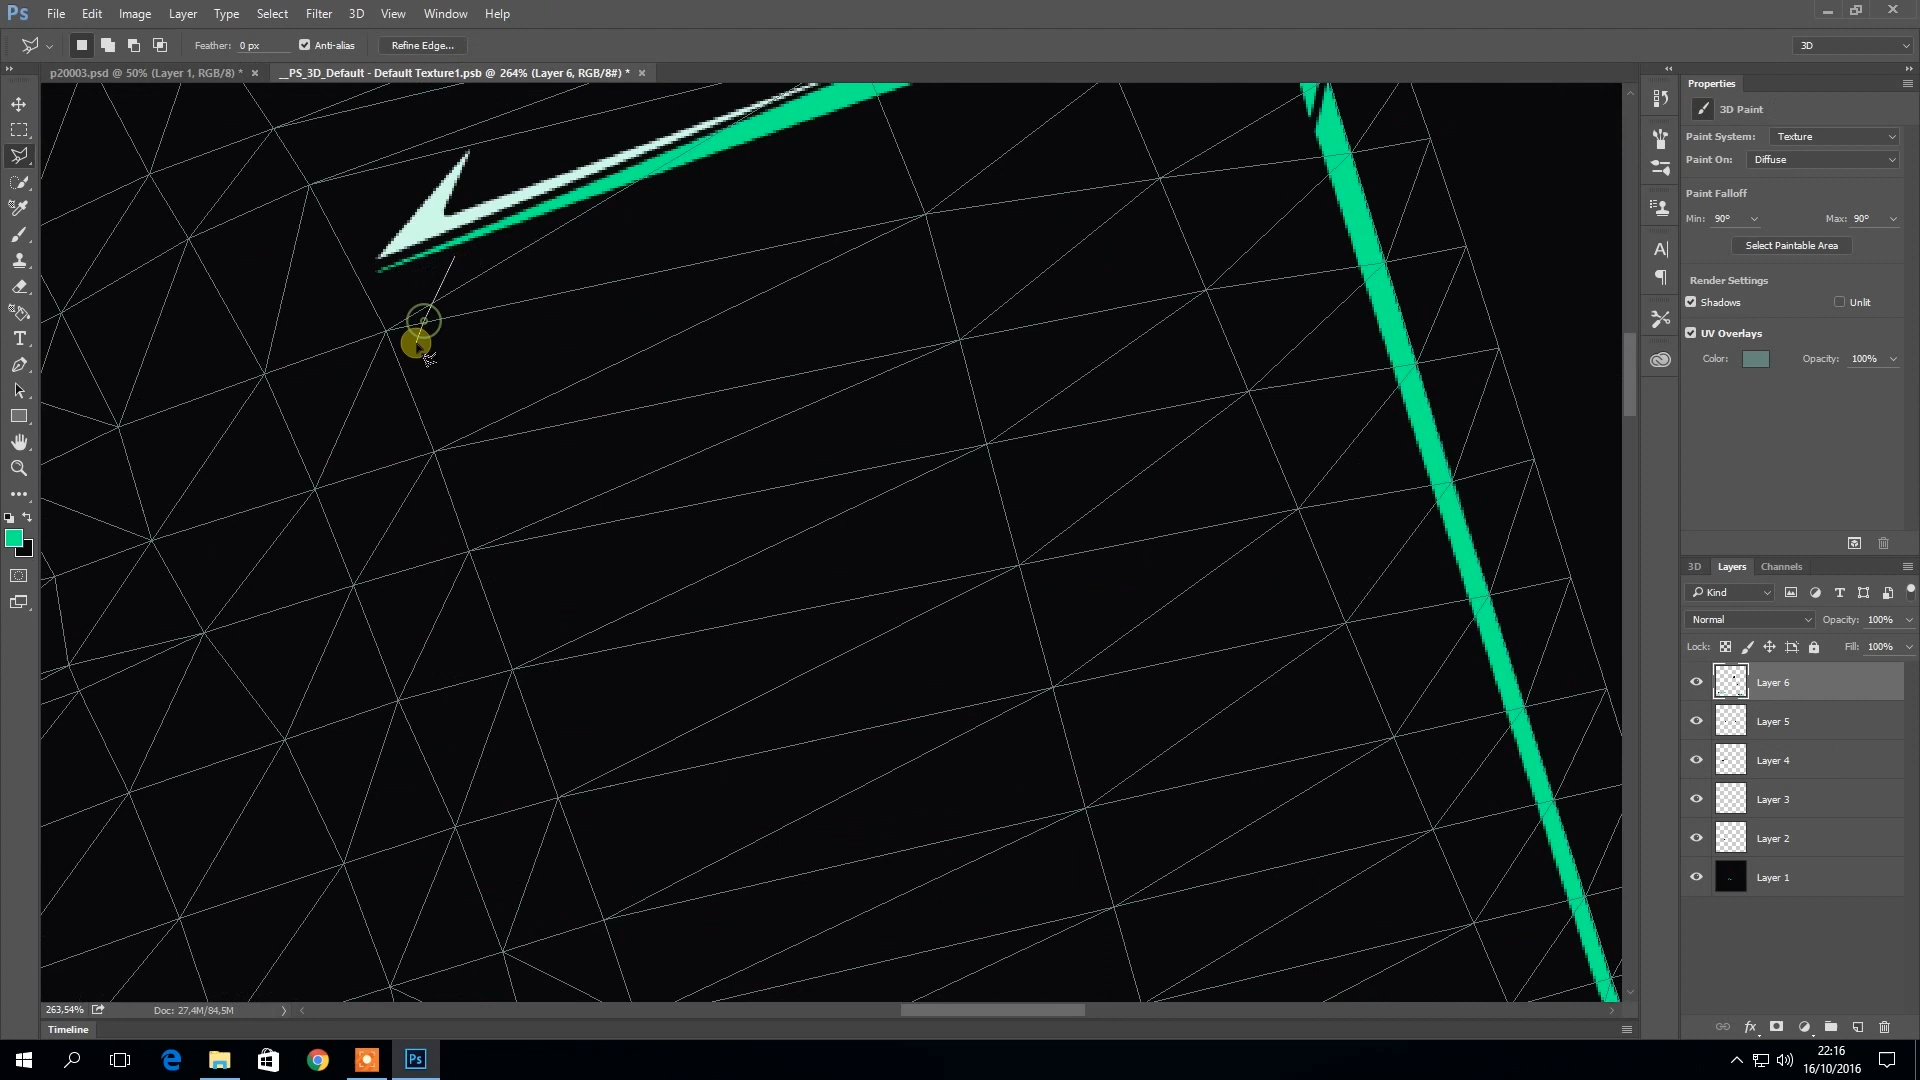 Ps File Edit Image Layer Type Select Filter 3D View Window Help
Feather: 0 px Anti-alias Refine Edge... 3D
p20003.psd @ 50% (Layer 1, RGB/8) * × __PS_3D_Default - Default Texture1.psb @ 264% (Layer 6, RGB/8#) * ×
Properties
3D Paint
Paint System: Texture
Paint On: Diffuse
Paint Falloff
Min: 90° Max: 90°
Select Paintable Area
Render Settings
Shadows Unlit
UV Overlays
Color: Opacity: 100%
3D Layers Channels
Kind
Normal Opacity: 100%
Lock: Fill: 100%
Layer 6
Layer 5
Layer 4
Layer 3
Layer 2
Layer 1
263,54% Doc: 27,4M/84,5M
Timeline
Ps
22:16
16/10/2016